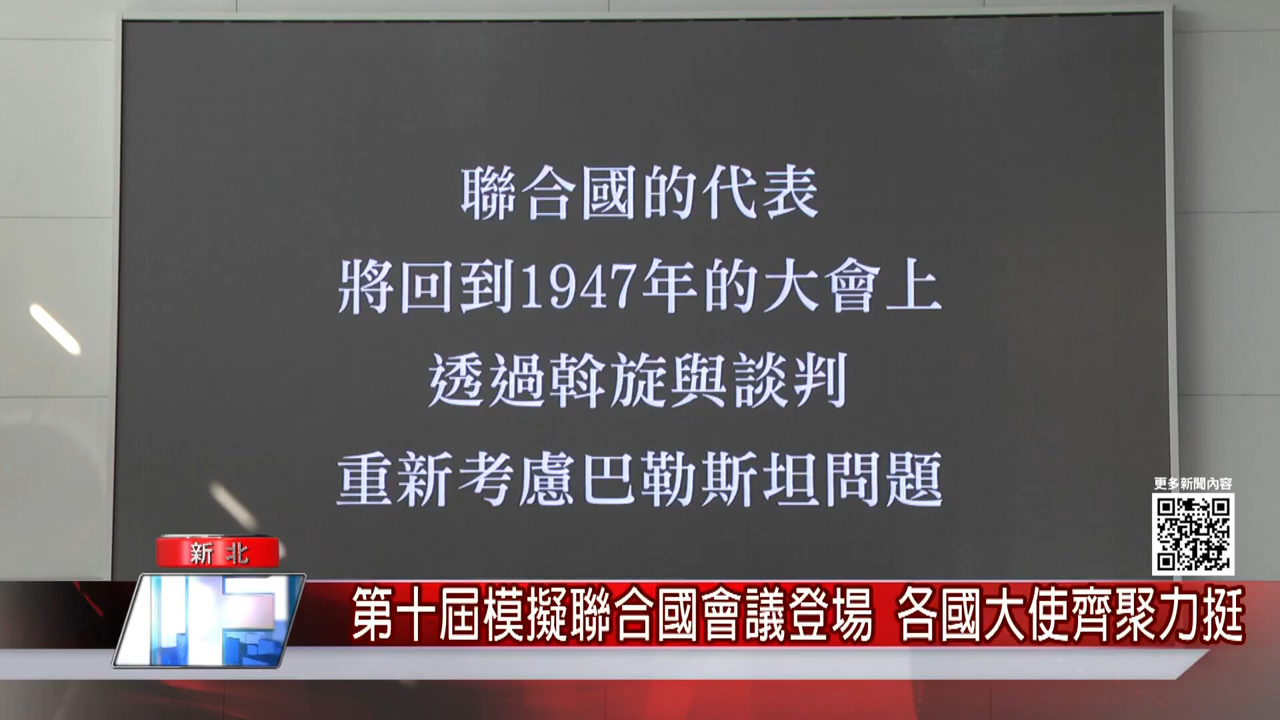 聯合國的代表
將回到1947年的大會上
透過斡旋與談判
重新考慮巴勒斯坦問題
更多新聞內容
新北
第十屆模擬聯合國會議登場 各國大使齊聚力挺